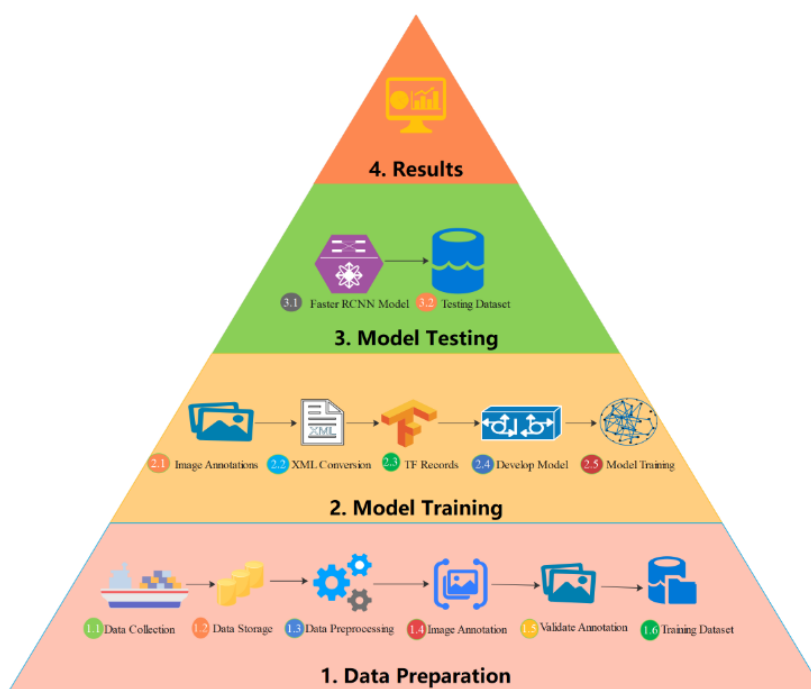 4. Results
3.1 Faster RCNN Model 3.2 Testing Dataset
3. Model Testing
XML
2.1 Image Annotations 2.2 XML Conversion 2.3 TF Records 2.4 Develop Model 2.5 Model Training
2. Model Training
1.1 Data Collection 1.2 Data Storage 1.3 Data Preprocessing 1.4 Image Annotation 1.5 Validate Annotation 1.6 Training Dataset
1. Data Preparation